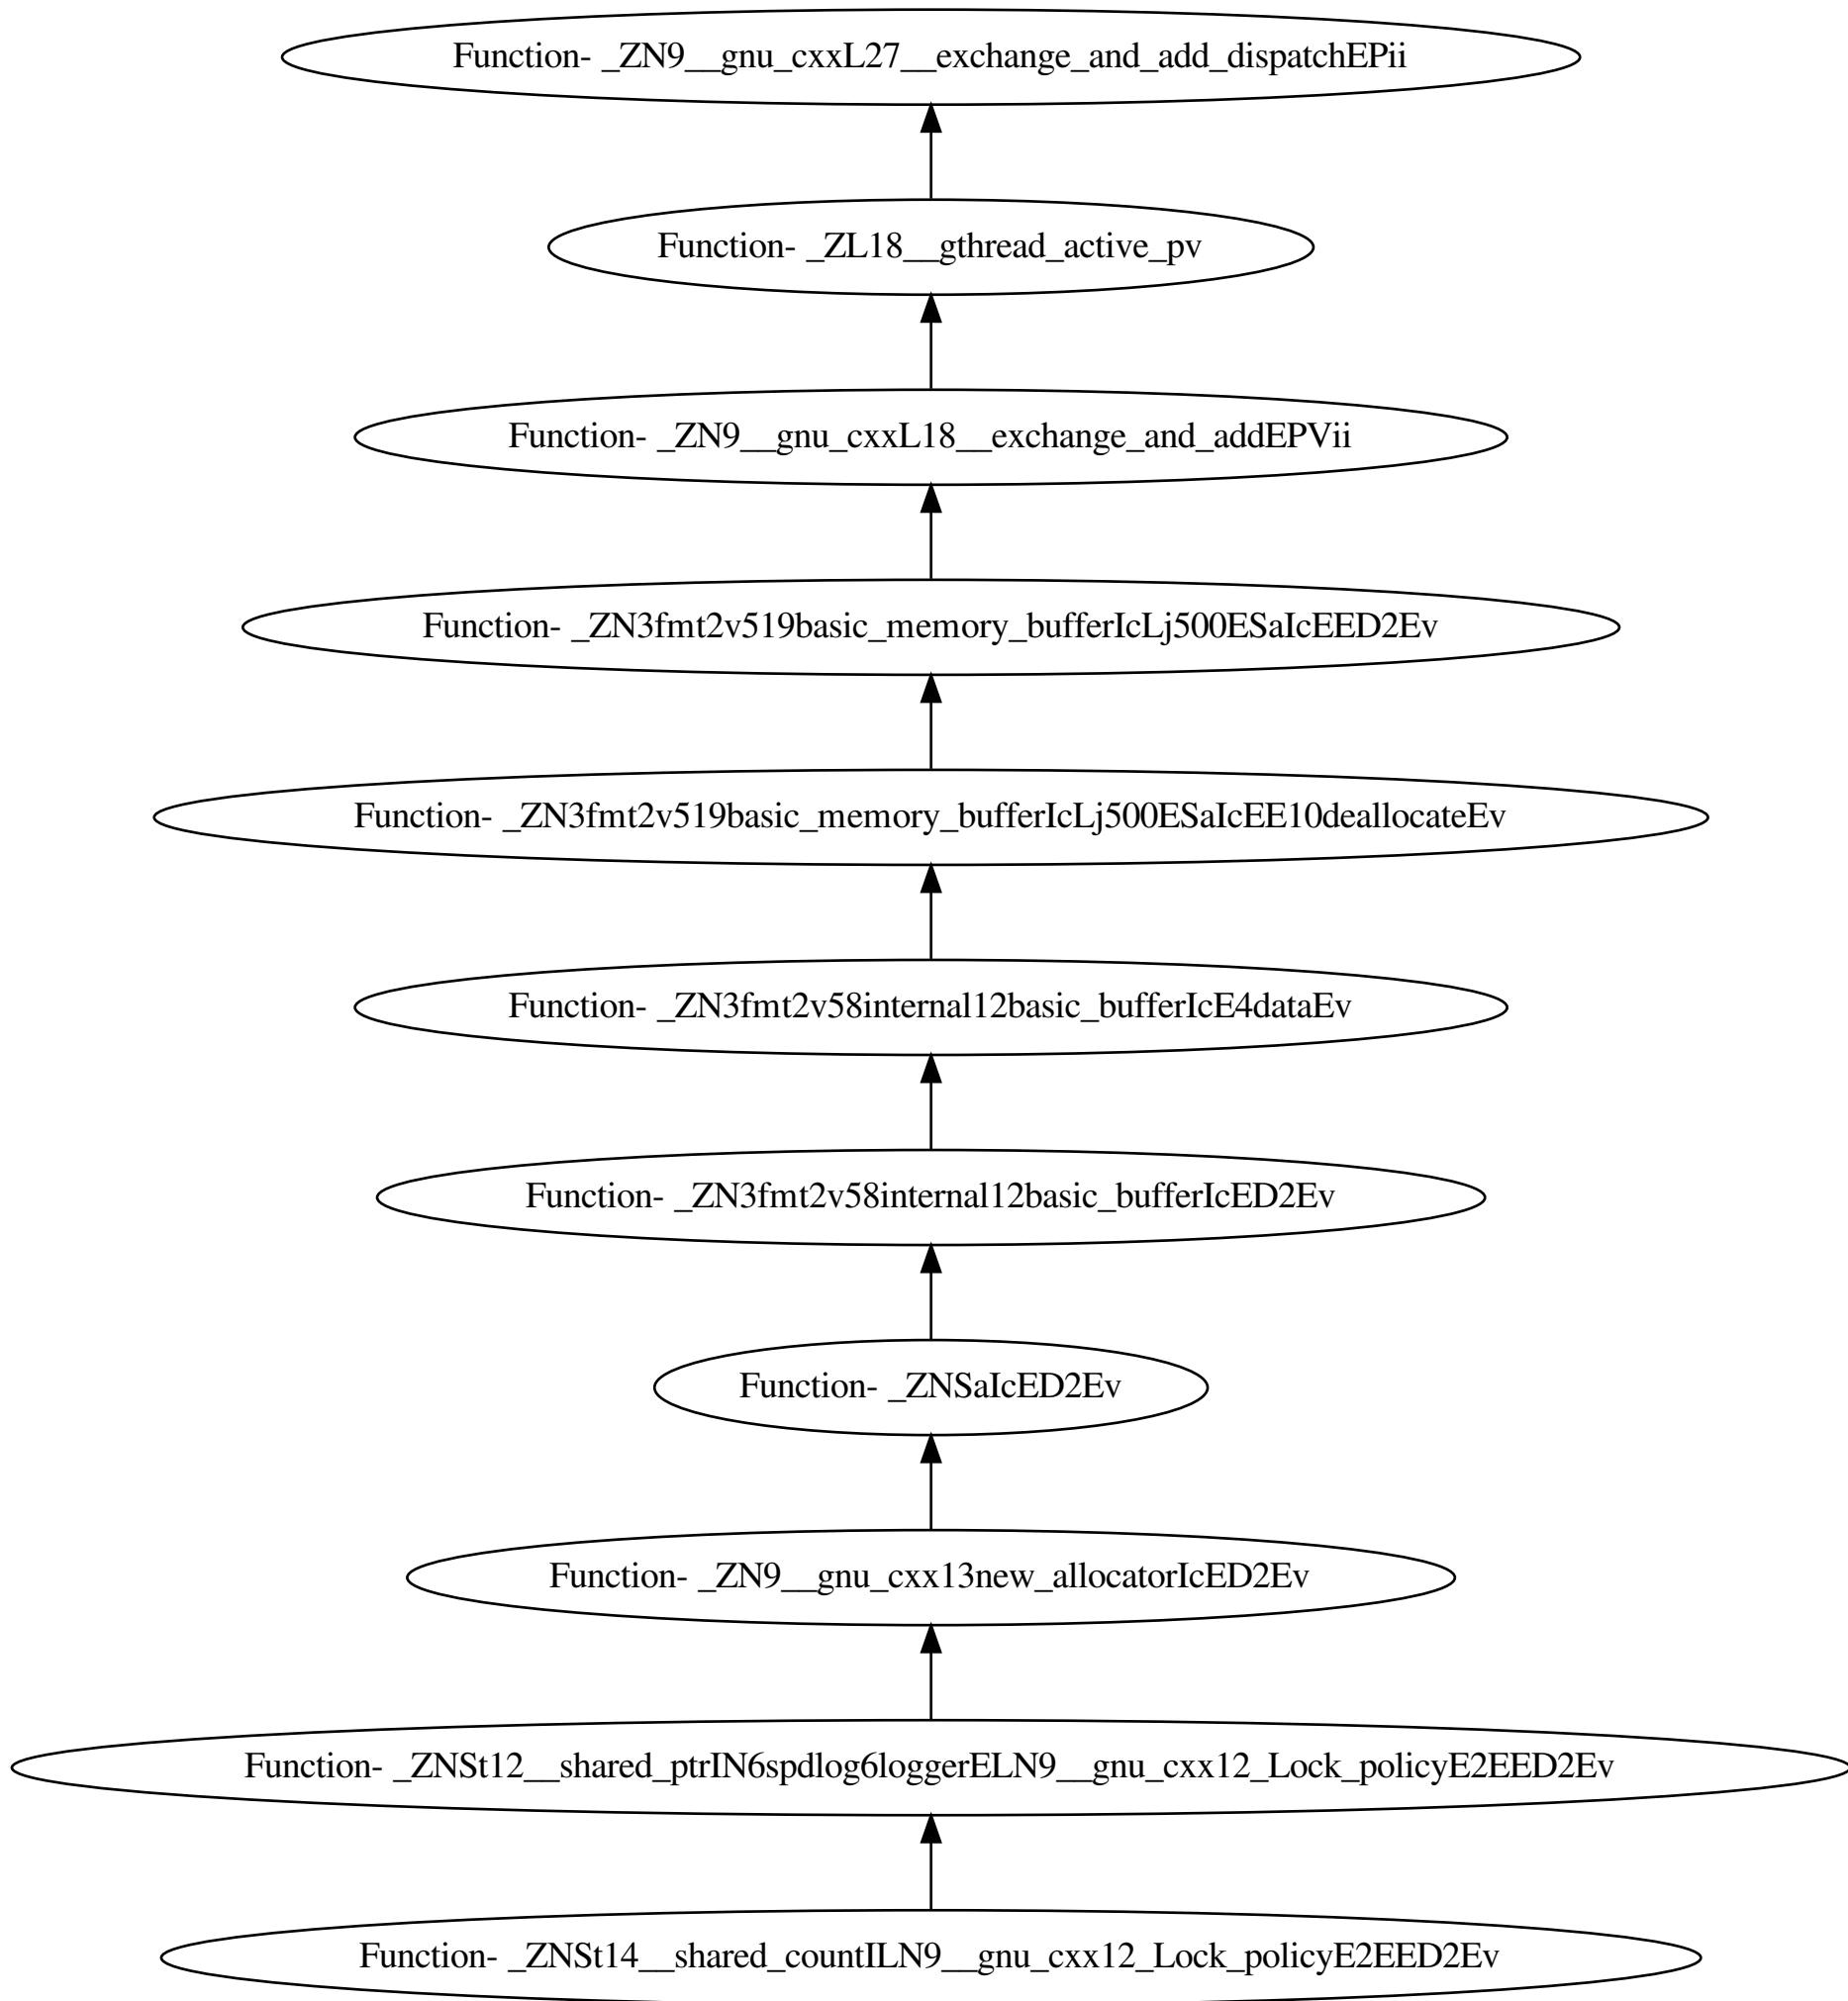 Function- _ZN9__gnu_cxxL27__exchange_and_add_dispatchEPii
Function- _ZL18__gthread_active_pv
Function- _ZN9__gnu_cxxL18__exchange_and_addEPVii
Function- _ZN3fmt2v519basic_memory_bufferIcLj500ESaIcEED2Ev
Function- _ZN3fmt2v519basic_memory_bufferIcLj500ESaIcEE10deallocateEv
Function- _ZN3fmt2v58internal12basic_bufferIcE4dataEv
Function- _ZN3fmt2v58internal12basic_bufferIcED2Ev
Function- _ZNSaIcED2Ev
Function- _ZN9__gnu_cxx13new_allocatorIcED2Ev
Function- _ZNSt12__shared_ptrIN6spdlog6loggerELN9__gnu_cxx12_Lock_policyE2EED2Ev
Function- _ZNSt14__shared_countILN9__gnu_cxx12_Lock_policyE2EED2Ev